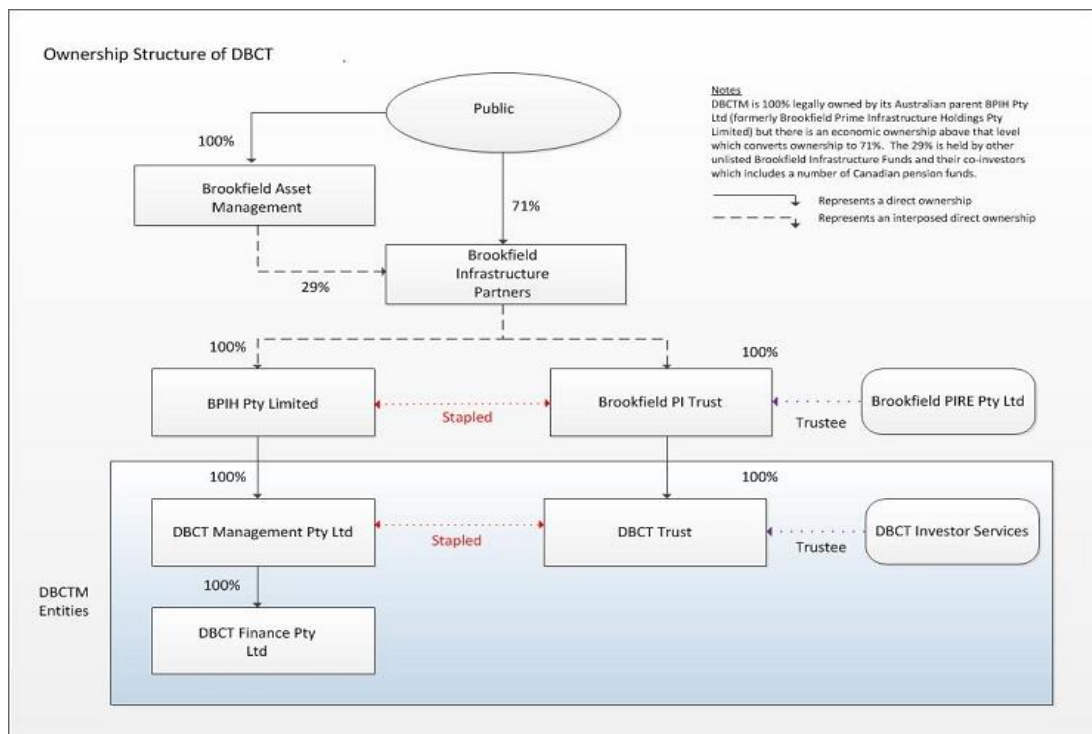 Ownership Structure of DBCT
Public
Notes
DBCTM is 100% legally owned by its Australian parent BPIH Pty
Ltd (formerly Brookfield Prime Infrastructure Holdings Pty
Limited) but there is an economic ownership above that level
which converts ownership to 71%. The 29% is held by other
unlisted Brookfield Infrastructure Funds and their co-investors
which includes a number of Canadian pension funds.
Represents a direct ownership
Represents an interposed direct ownership
100%
Brookfield Asset
Management
71%
Brookfield
Infrastructure
Partners
29%
100%
100%
BPIH Pty Limited
Stapled
Brookfield PI Trust
Trustee
Brookfield PIRE Pty Ltd
100%
100%
DBCT Management Pty Ltd
Stapled
DBCT Trust
Trustee
DBCT Investor Services
DBCTM
Entities
100%
DBCT Finance Pty
Ltd